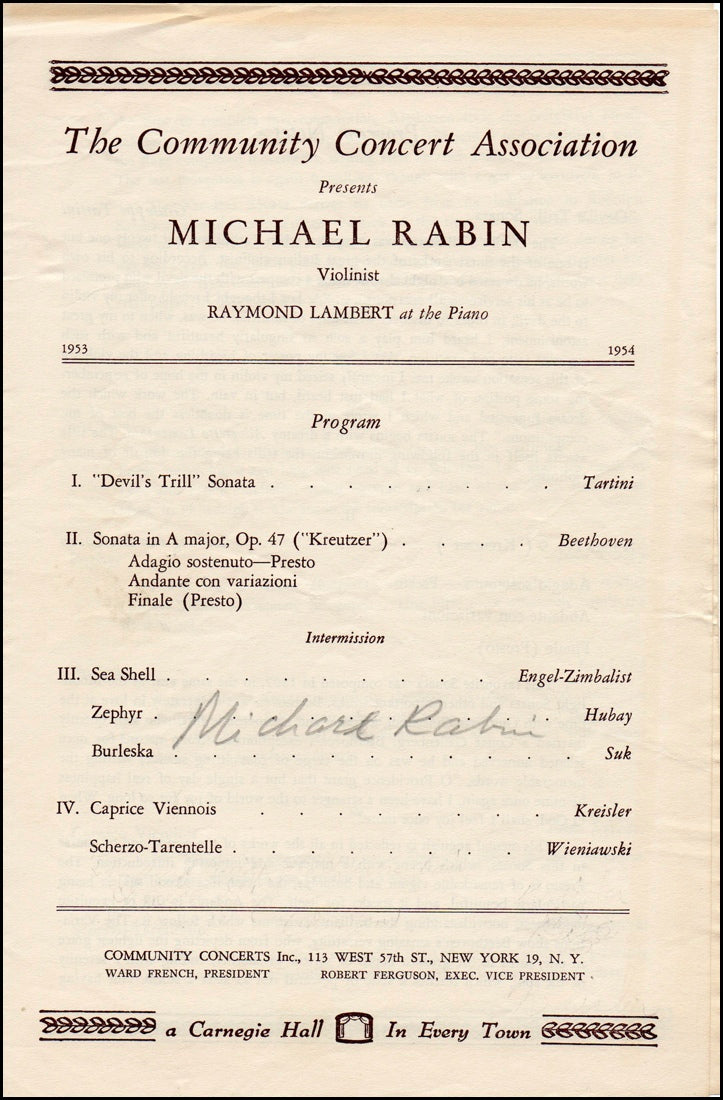 The Community Concert Association
Presents
MICHAEL RABIN
Violinist
RAYMOND LAMBERT at the Piano
1953 1954
Program
I. "Devil's Trill" Sonata . . . . . . . . Tartini
II. Sonata in A major, Op. 47 ("Kreutzer") . . . . Beethoven
Adagio sostenuto—Presto
Andante con variazioni
Finale (Presto)
Intermission
III. Sea Shell . . . . . . . . . Engel-Zimbalist
Zephyr . . . . . . . . . . Hubay
Michael Rabin
Burleska . . . . . . . . . . Suk
IV. Caprice Viennois . . . . . . . . Kreisler
Scherzo-Tarentelle . . . . . . . . Wieniawski
COMMUNITY CONCERTS Inc., 113 WEST 57th ST., NEW YORK 19, N. Y.
WARD FRENCH, PRESIDENT ROBERT FERGUSON, EXEC. VICE PRESIDENT
a Carnegie Hall In Every Town